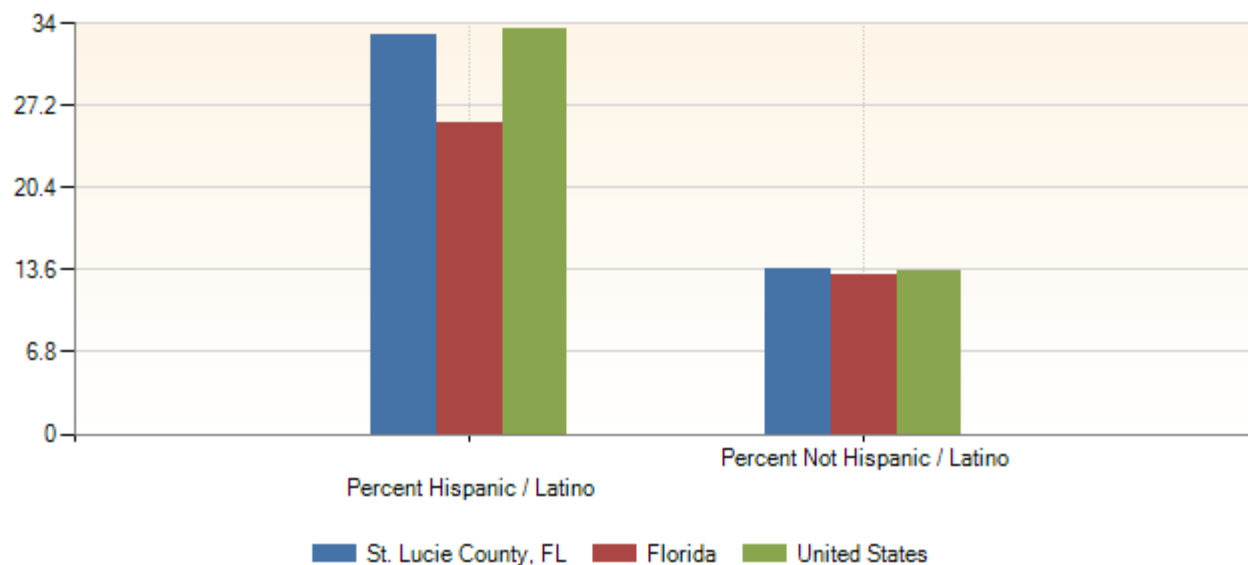 34
27.2
20.4
13.6
6.8
0
Percent Not Hispanic / Latino
Percent Hispanic / Latino
St. Lucie County, FL Florida United States